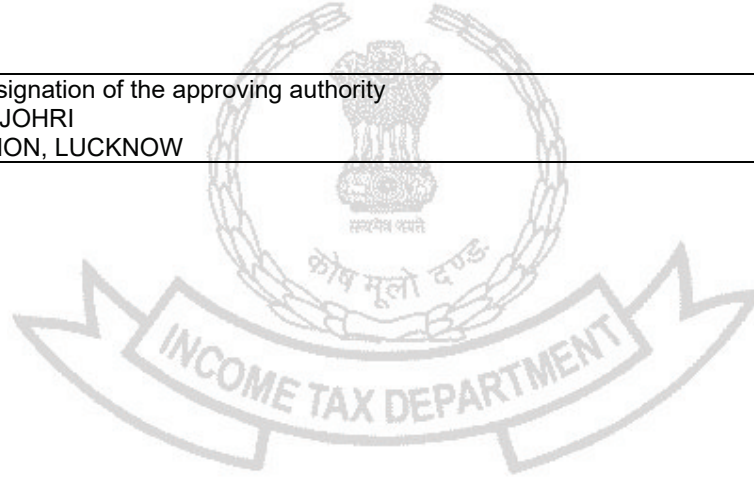 signation of the approving authority
JOHRI
ION, LUCKNOW
सत्यमेव जयते
कोष मूलो दण्डः
INCOME TAX DEPARTMENT